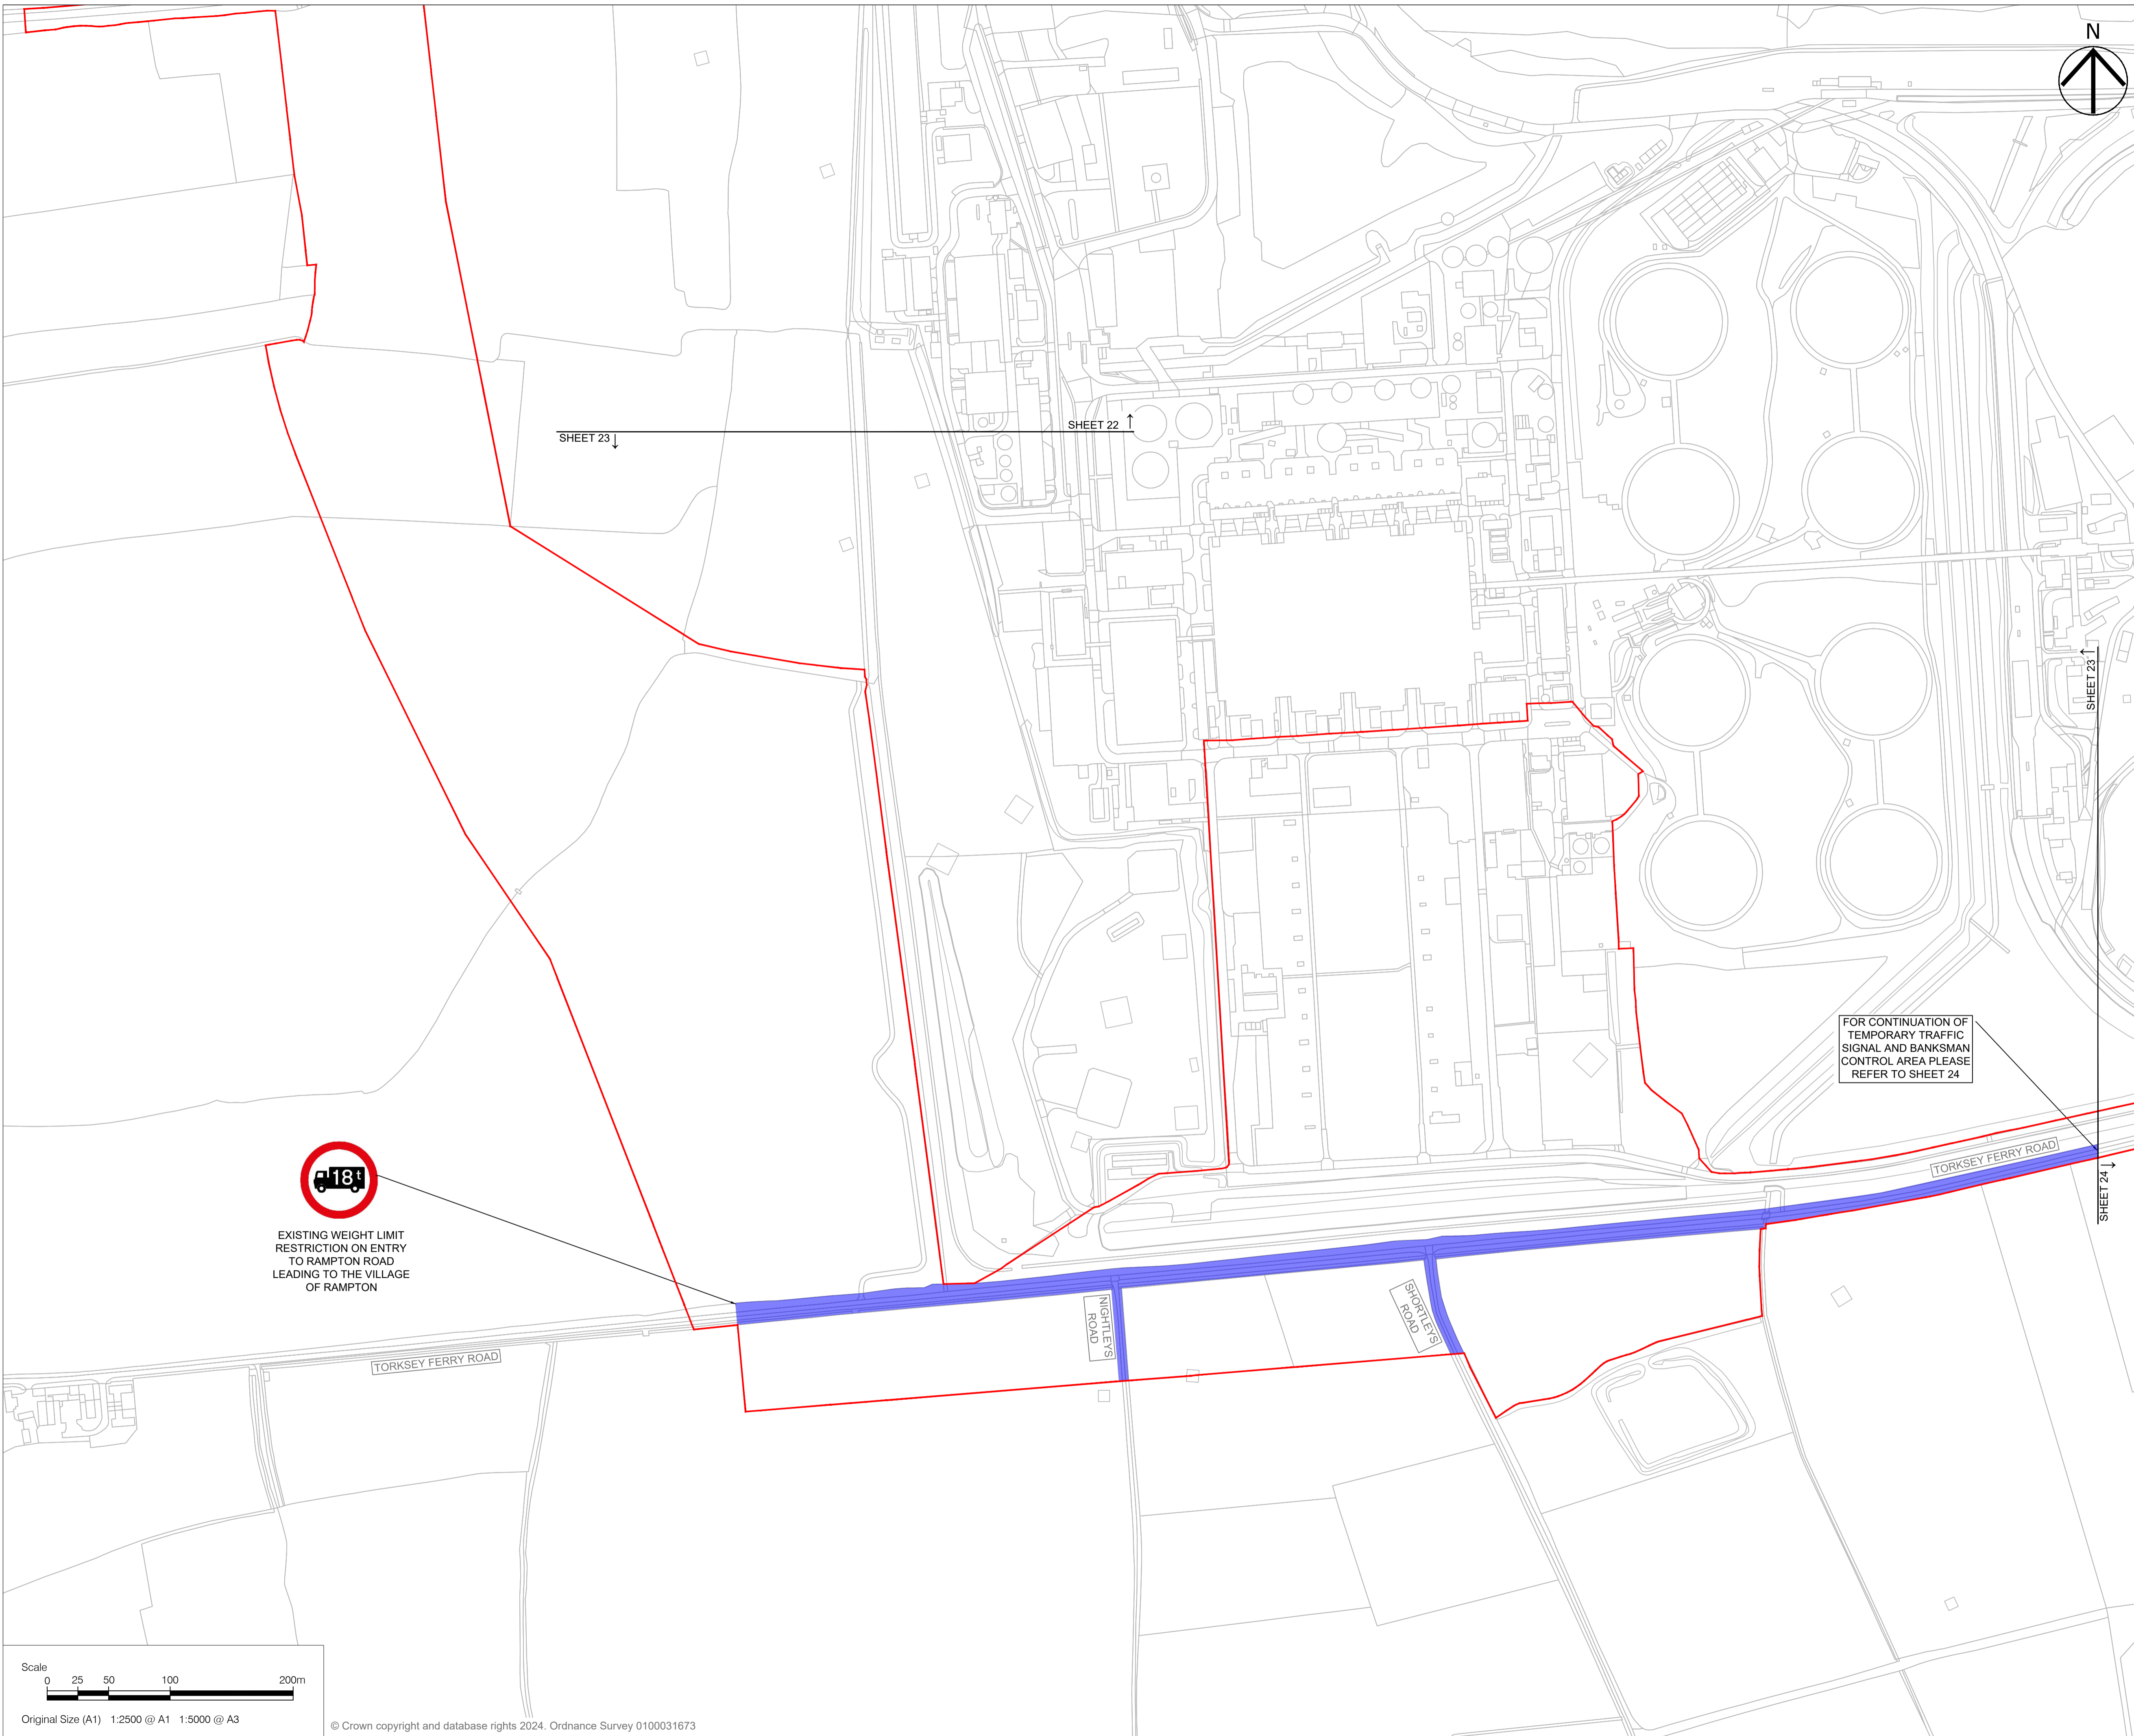 N
SHEET 22 ↑
SHEET 23 ↓
SHEET 23 ↑
FOR CONTINUATION OF
TEMPORARY TRAFFIC
SIGNAL AND BANKSMAN
CONTROL AREA PLEASE
REFER TO SHEET 24
TORKSEY FERRY ROAD
SHEET 24 ↓
18t
EXISTING WEIGHT LIMIT
RESTRICTION ON ENTRY
TO RAMPTON ROAD
LEADING TO THE VILLAGE
OF RAMPTON
NIGHTLEYS
ROAD
SHORTLEYS
ROAD
TORKSEY FERRY ROAD
Scale
0 25 50 100 200m
Original Size (A1) 1:2500 @ A1 1:5000 @ A3
© Crown copyright and database rights 2024. Ordnance Survey 0100031673